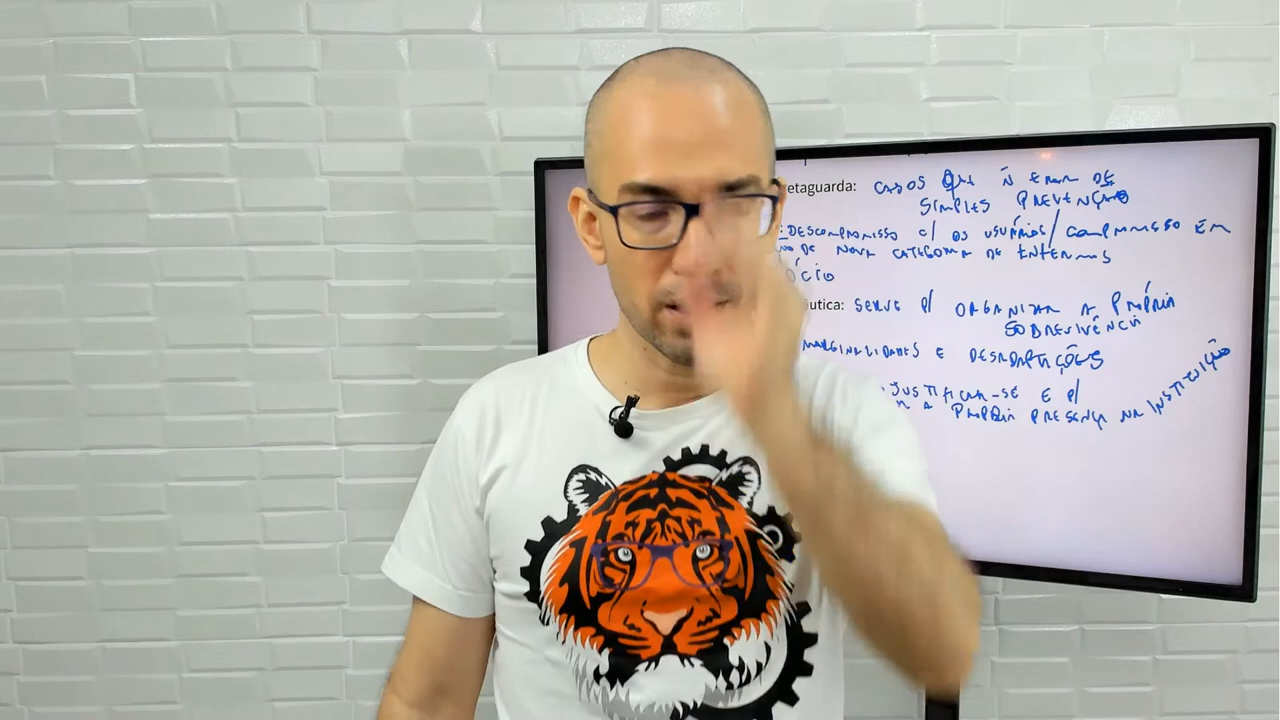 etaguarda: CASOS QUE Ñ ERAM DE
SIMPLES PREVENÇÃO
: DESCOMPROMISSO C/ OS USUÁRIOS/ COMPROMISSO EM
DE NOVA CATEGORIA DE INTERNOS
ÓCIO
utica: SERVE P/ ORGANIZAR A PRÓPRIA
SOBREVIVÊNCIA
MARGINALIDADES E DESADAPTAÇÕES
JUSTIFICAR-SE E P/
A PRÓPRIA PRESENÇA NA INSTITUIÇÃO